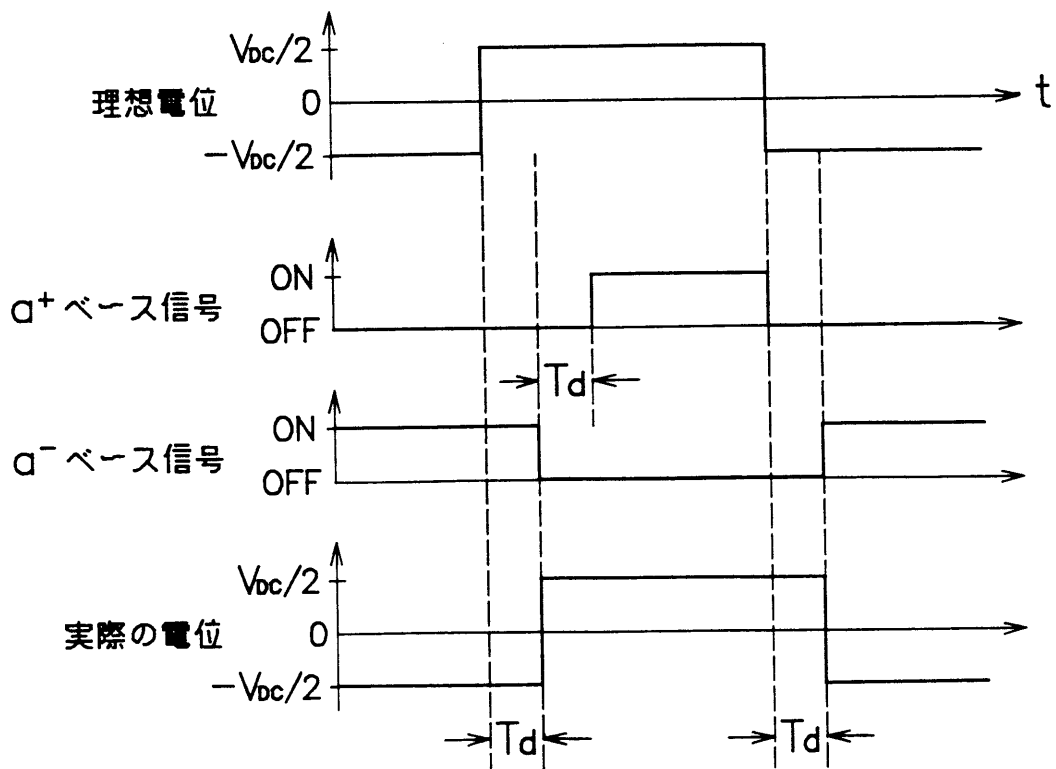 VDC/2
理想電位 0 t
-VDC/2
ON
a+ ベース信号
OFF
Td
ON
a- ベース信号
OFF
VDC/2
実際の電位 0
-VDC/2
Td Td